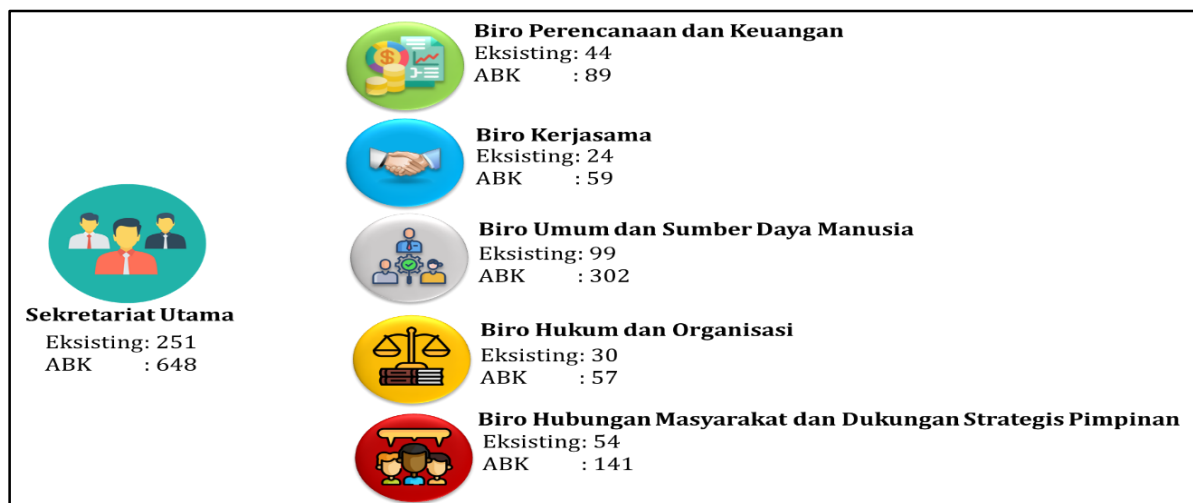 Biro Perencanaan dan Keuangan
Eksisting: 44
ABK : 89
Biro Kerjasama
Eksisting: 24
ABK : 59
Biro Umum dan Sumber Daya Manusia
Eksisting: 99
ABK : 302
Sekretariat Utama
Eksisting: 251
ABK : 648
Biro Hukum dan Organisasi
Eksisting: 30
ABK : 57
Biro Hubungan Masyarakat dan Dukungan Strategis Pimpinan
Eksisting: 54
ABK : 141